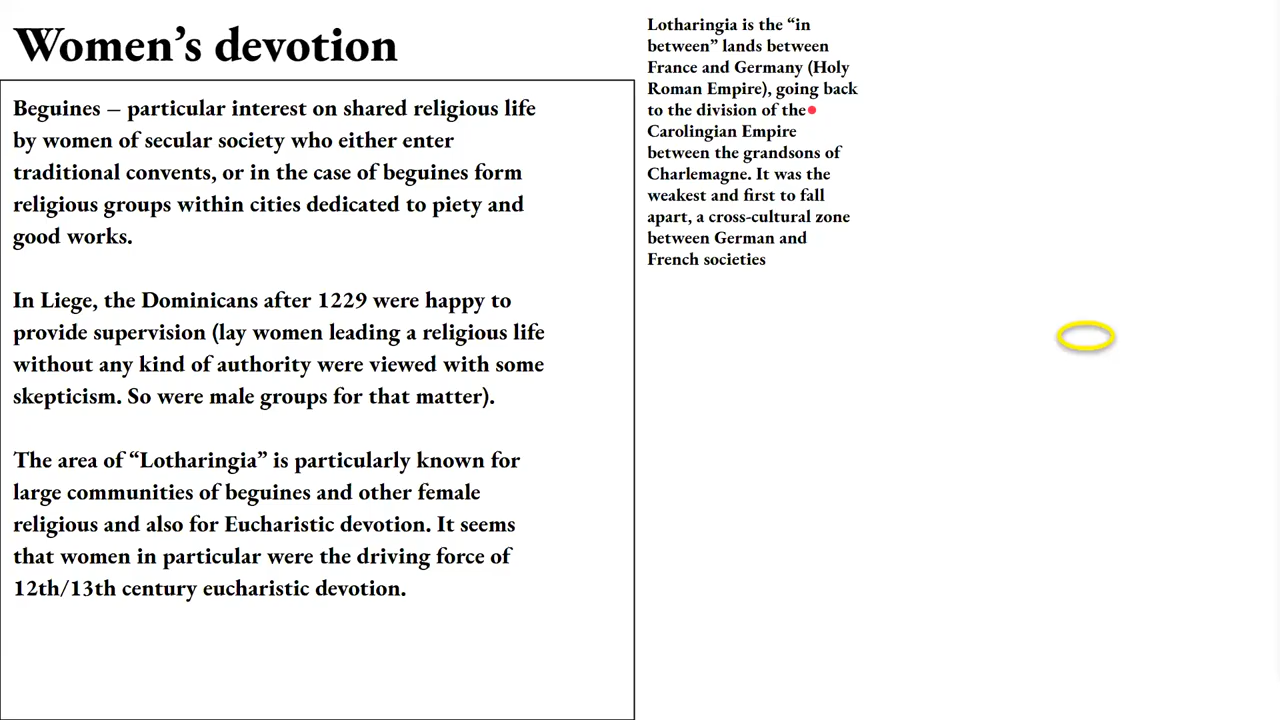 Women’s devotion
Beguines – particular interest on shared religious life
by women of secular society who either enter
traditional convents, or in the case of beguines form
religious groups within cities dedicated to piety and
good works.
In Liege, the Dominicans after 1229 were happy to
provide supervision (lay women leading a religious life
without any kind of authority were viewed with some
skepticism. So were male groups for that matter).
The area of “Lotharingia” is particularly known for
large communities of beguines and other female
religious and also for Eucharistic devotion. It seems
that women in particular were the driving force of
12th/13th century eucharistic devotion.
Lotharingia is the “in
between” lands between
France and Germany (Holy
Roman Empire), going back
to the division of the
Carolingian Empire
between the grandsons of
Charlemagne. It was the
weakest and first to fall
apart, a cross-cultural zone
between German and
French societies